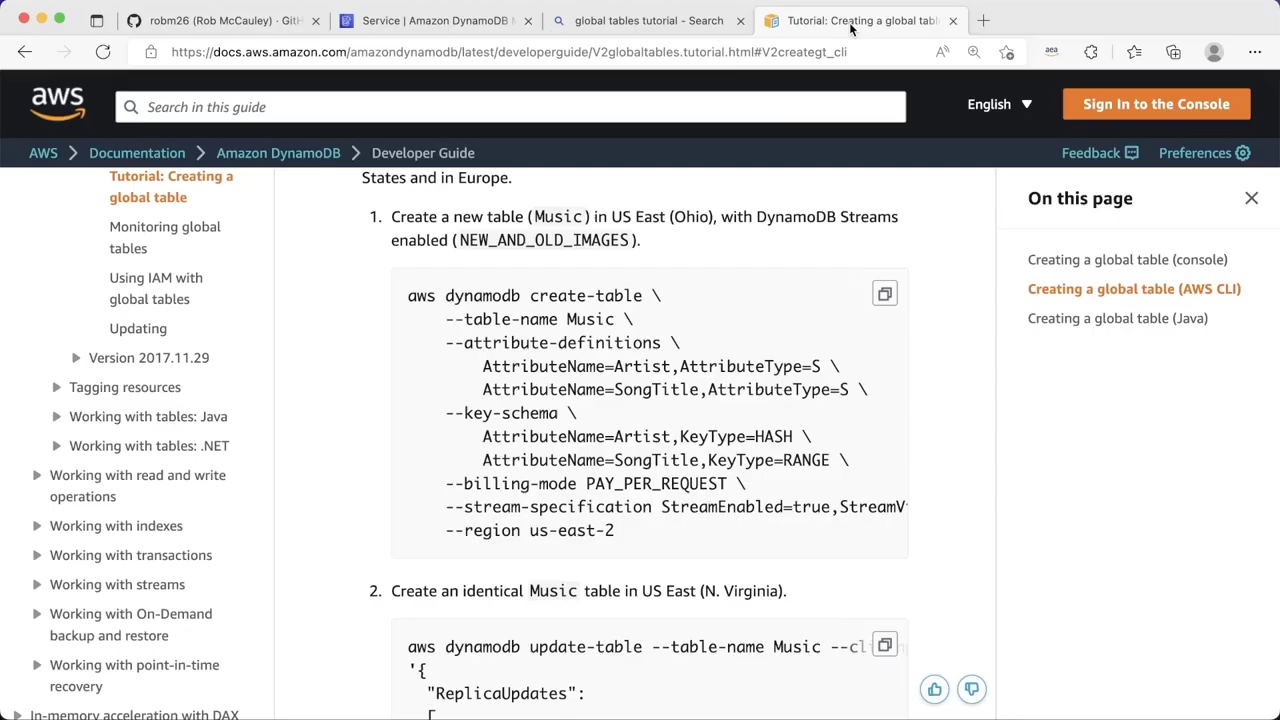 robm26 (Rob McCauley) · GitH
Service | Amazon DynamoDB M
global tables tutorial - Search
Tutorial: Creating a global tabl
https://docs.aws.amazon.com/amazondynamodb/latest/developerguide/V2globaltables.tutorial.html#V2creategt_cli
aea
aws
Search in this guide
English
Sign In to the Console
AWS
Documentation
Amazon DynamoDB
Developer Guide
Feedback
Preferences
Tutorial: Creating a
global table
Monitoring global
tables
Using IAM with
global tables
Updating
Version 2017.11.29
Tagging resources
Working with tables: Java
Working with tables: .NET
Working with read and write
operations
Working with indexes
Working with transactions
Working with streams
Working with On-Demand
backup and restore
Working with point-in-time
recovery
In-memory acceleration with DAX
States and in Europe.
1. Create a new table (Music) in US East (Ohio), with DynamoDB Streams
enabled (NEW_AND_OLD_IMAGES).
aws dynamodb create-table \
--table-name Music \
--attribute-definitions \
AttributeName=Artist,AttributeType=S \
AttributeName=SongTitle,AttributeType=S \
--key-schema \
AttributeName=Artist,KeyType=HASH \
AttributeName=SongTitle,KeyType=RANGE \
--billing-mode PAY_PER_REQUEST \
--stream-specification StreamEnabled=true,StreamV
--region us-east-2
2. Create an identical Music table in US East (N. Virginia).
aws dynamodb update-table --table-name Music --cl
'{
"ReplicaUpdates":
[
On this page
Creating a global table (console)
Creating a global table (AWS CLI)
Creating a global table (Java)